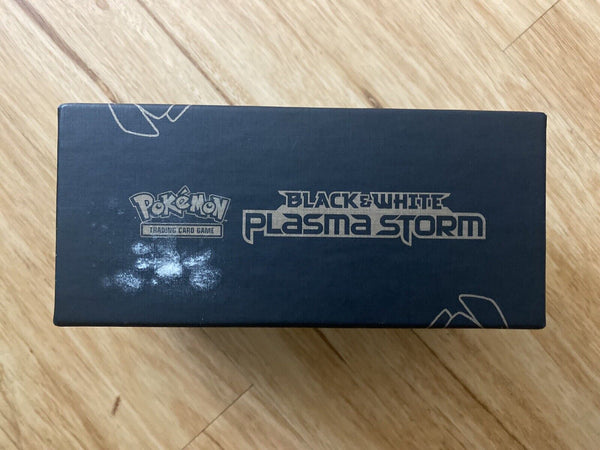 POKéMON
TRADING CARD GAME
BLACK & WHITE
PLASMA STORM